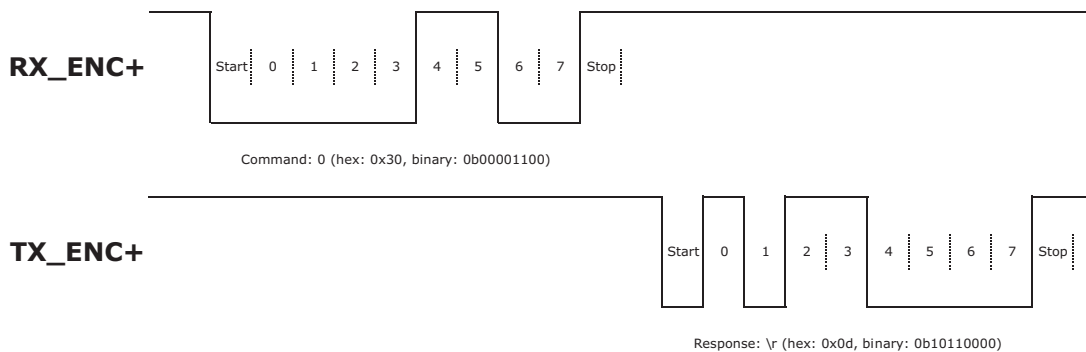 RX_ENC+
Start 0 1 2 3 4 5 6 7 Stop
Command: 0 (hex: 0x30, binary: 0b00001100)
TX_ENC+
Start 0 1 2 3 4 5 6 7 Stop
Response: \r (hex: 0x0d, binary: 0b10110000)